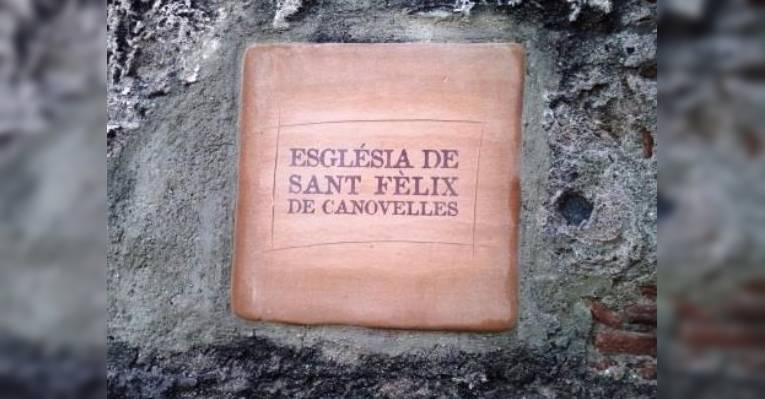 ESGLÉSIA DE
SANT FÈLIX
DE CANOVELLES